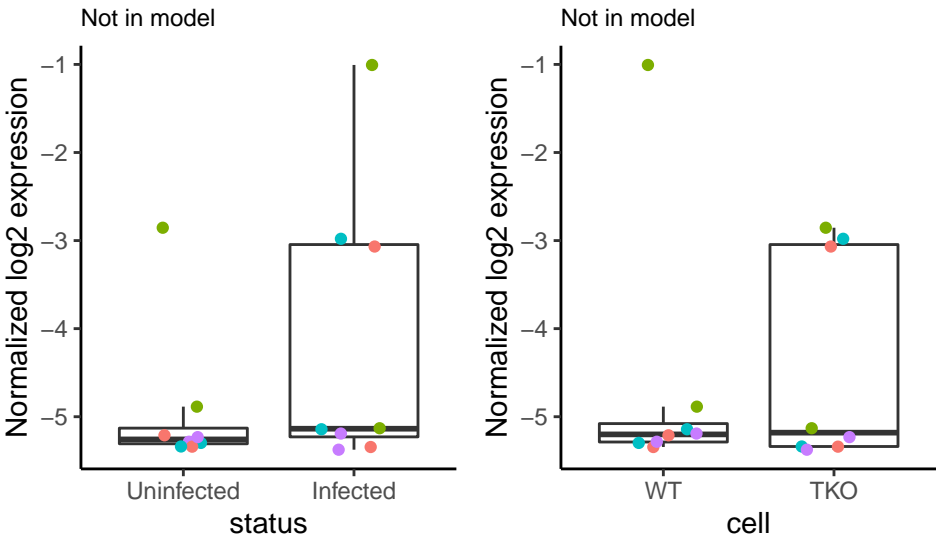 Not in model
Normalized log2 expression
−1
−2
−3
−4
−5
Uninfected
Infected
status
Not in model
Normalized log2 expression
−1
−2
−3
−4
−5
WT
TKO
cell